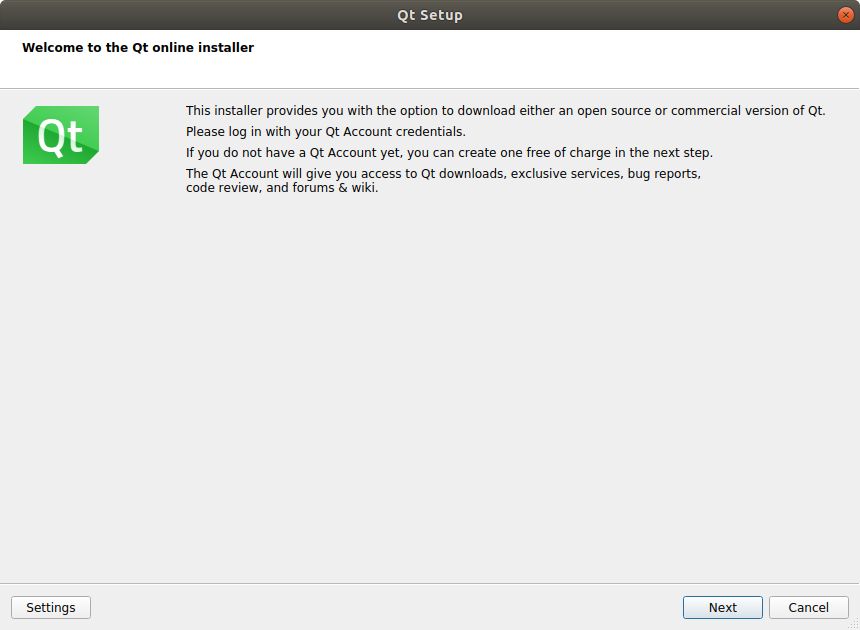 Qt Setup
Welcome to the Qt online installer
Qt
This installer provides you with the option to download either an open source or commercial version of Qt.
Please log in with your Qt Account credentials.
If you do not have a Qt Account yet, you can create one free of charge in the next step.
The Qt Account will give you access to Qt downloads, exclusive services, bug reports,
code review, and forums & wiki.
Settings
Next
Cancel